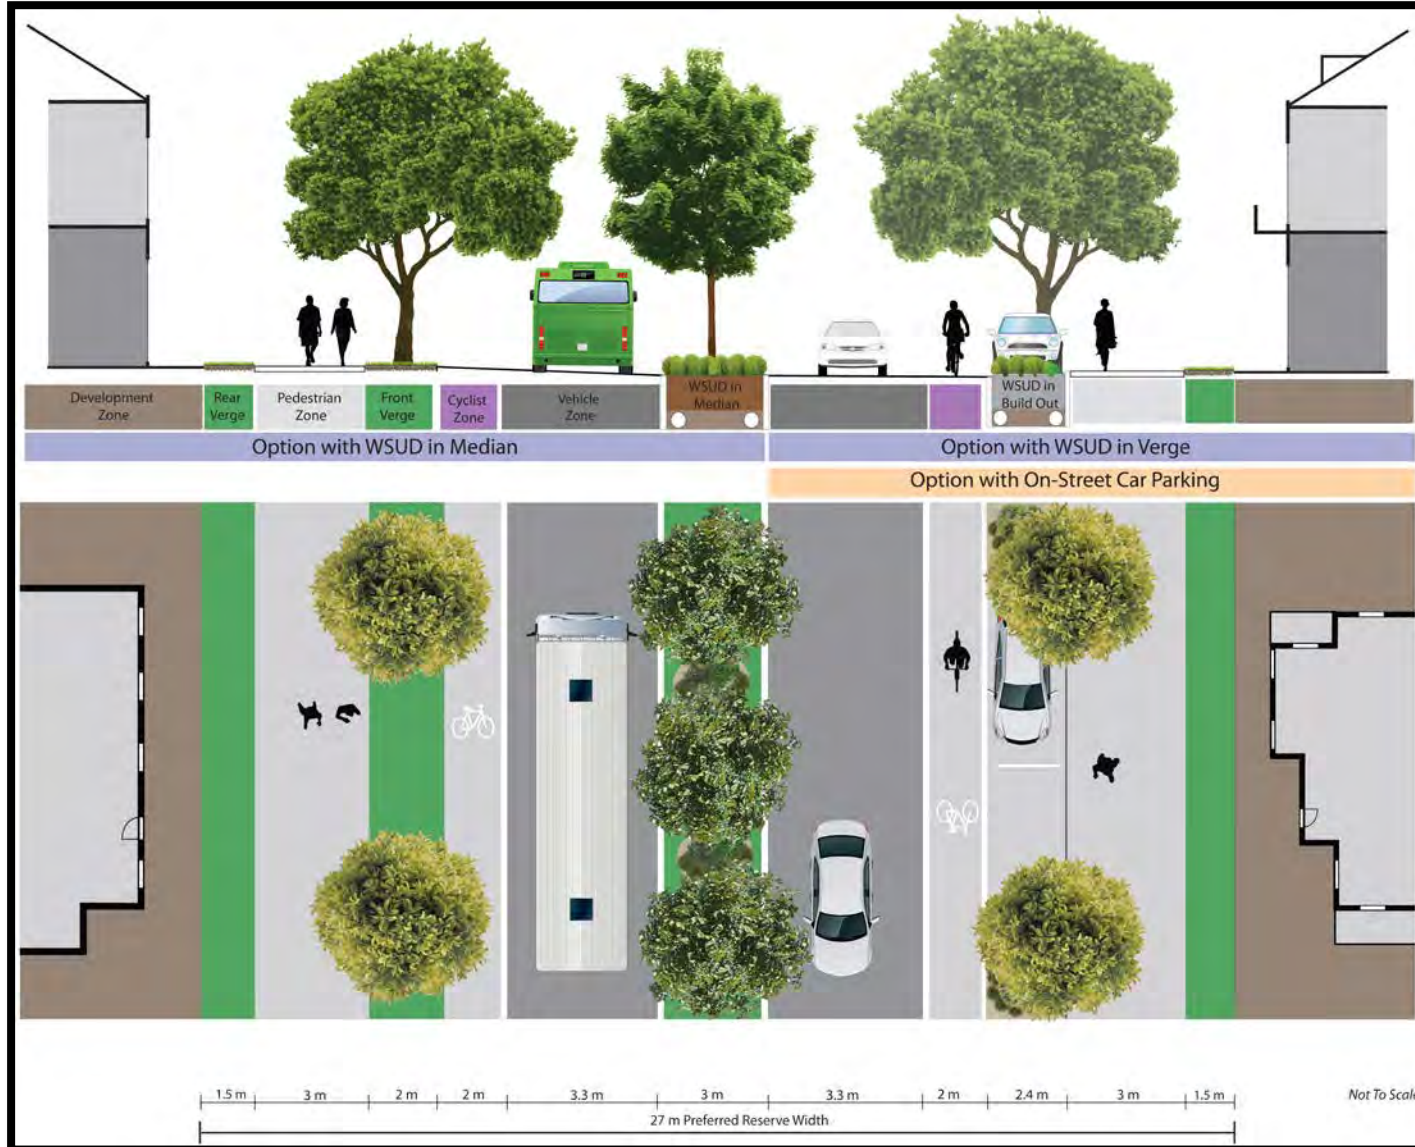 Development
Zone
Rear
Verge
Pedestrian
Zone
Front
Verge
Cyclist
Zone
Vehicle
Zone
WSUD in
Median
WSUD in
Build Out
Option with WSUD in Median
Option with WSUD in Verge
Option with On-Street Car Parking
1.5 m
3 m
2 m
2 m
3.3 m
3 m
3.3 m
2 m
2.4 m
3 m
1.5 m
Not To Scale
27 m Preferred Reserve Width